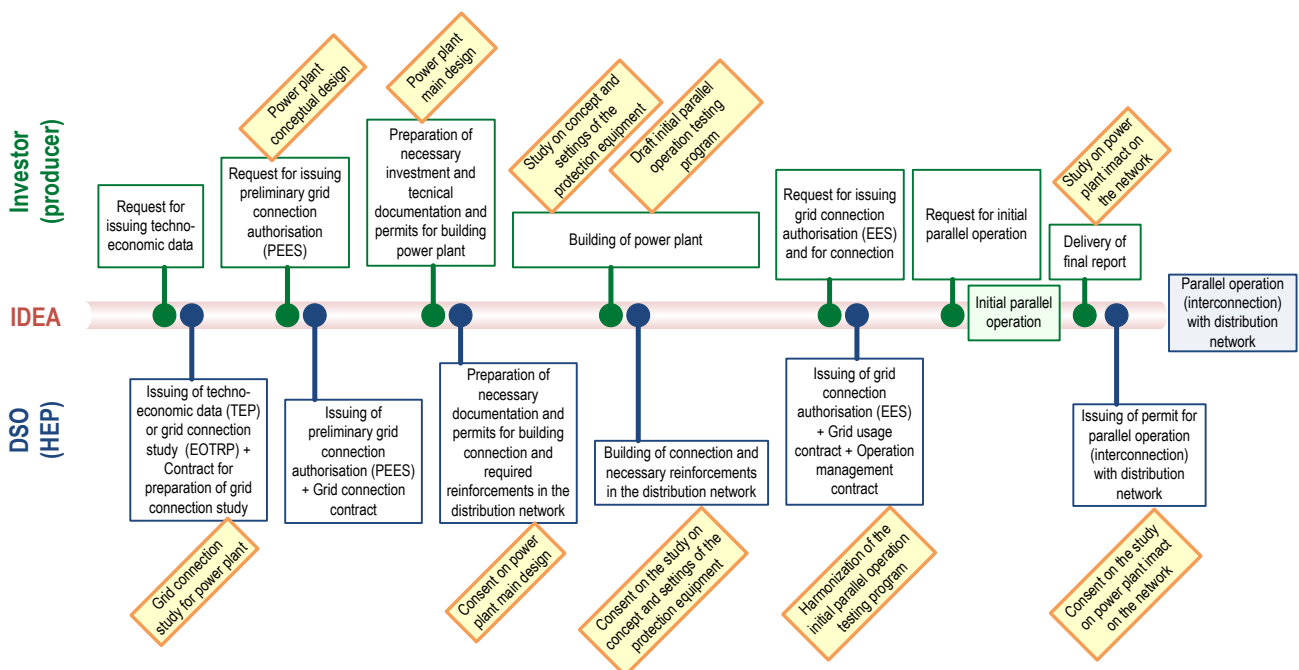 Investor
(producer)
Power plant
conceptual design
Power plant
main design
Study on concept and
settings of the
protection equipment
Draft initial parallel
operation testing
program
Study on power
plant imact on
the network
Request for
issuing techno-
economic data
Request for issuing
preliminary grid
connection
authorisation
(PEES)
Preparation of
necessary
investment and
tecnical
documentation and
permits for building
power plant
Building of power plant
Request for issuing
grid connection
authorisation (EES)
and for connection
Request for initial
parallel operation
Delivery of
final report
IDEA
Initial parallel
operation
Parallel operation
(interconnection)
with distribution
network
DSO
(HEP)
Issuing of techno-
economic data (TEP)
or grid connection
study (EOTRP) +
Contract for
preparation of grid
connection study
Issuing of
preliminary grid
connection
authorisation (PEES)
+ Grid connection
contract
Preparation of
necessary
documentation and
permits for building
connection and
required
reinforcements in the
distribution network
Building of connection and
necessary reinforcements
in the distribution network
Issuing of grid
connection
authorisation (EES)
+ Grid usage
contract + Operation
management
contract
Issuing of permit for
parallel operation
(interconnection)
with distribution
network
Grid connection
study for power plant
Consent on power
plant main design
Consent on the study on
concept and settings of the
protection equipment
Harmonization of the
initial parallel operation
testing program
Consent on the study
on power plant imact
on the network